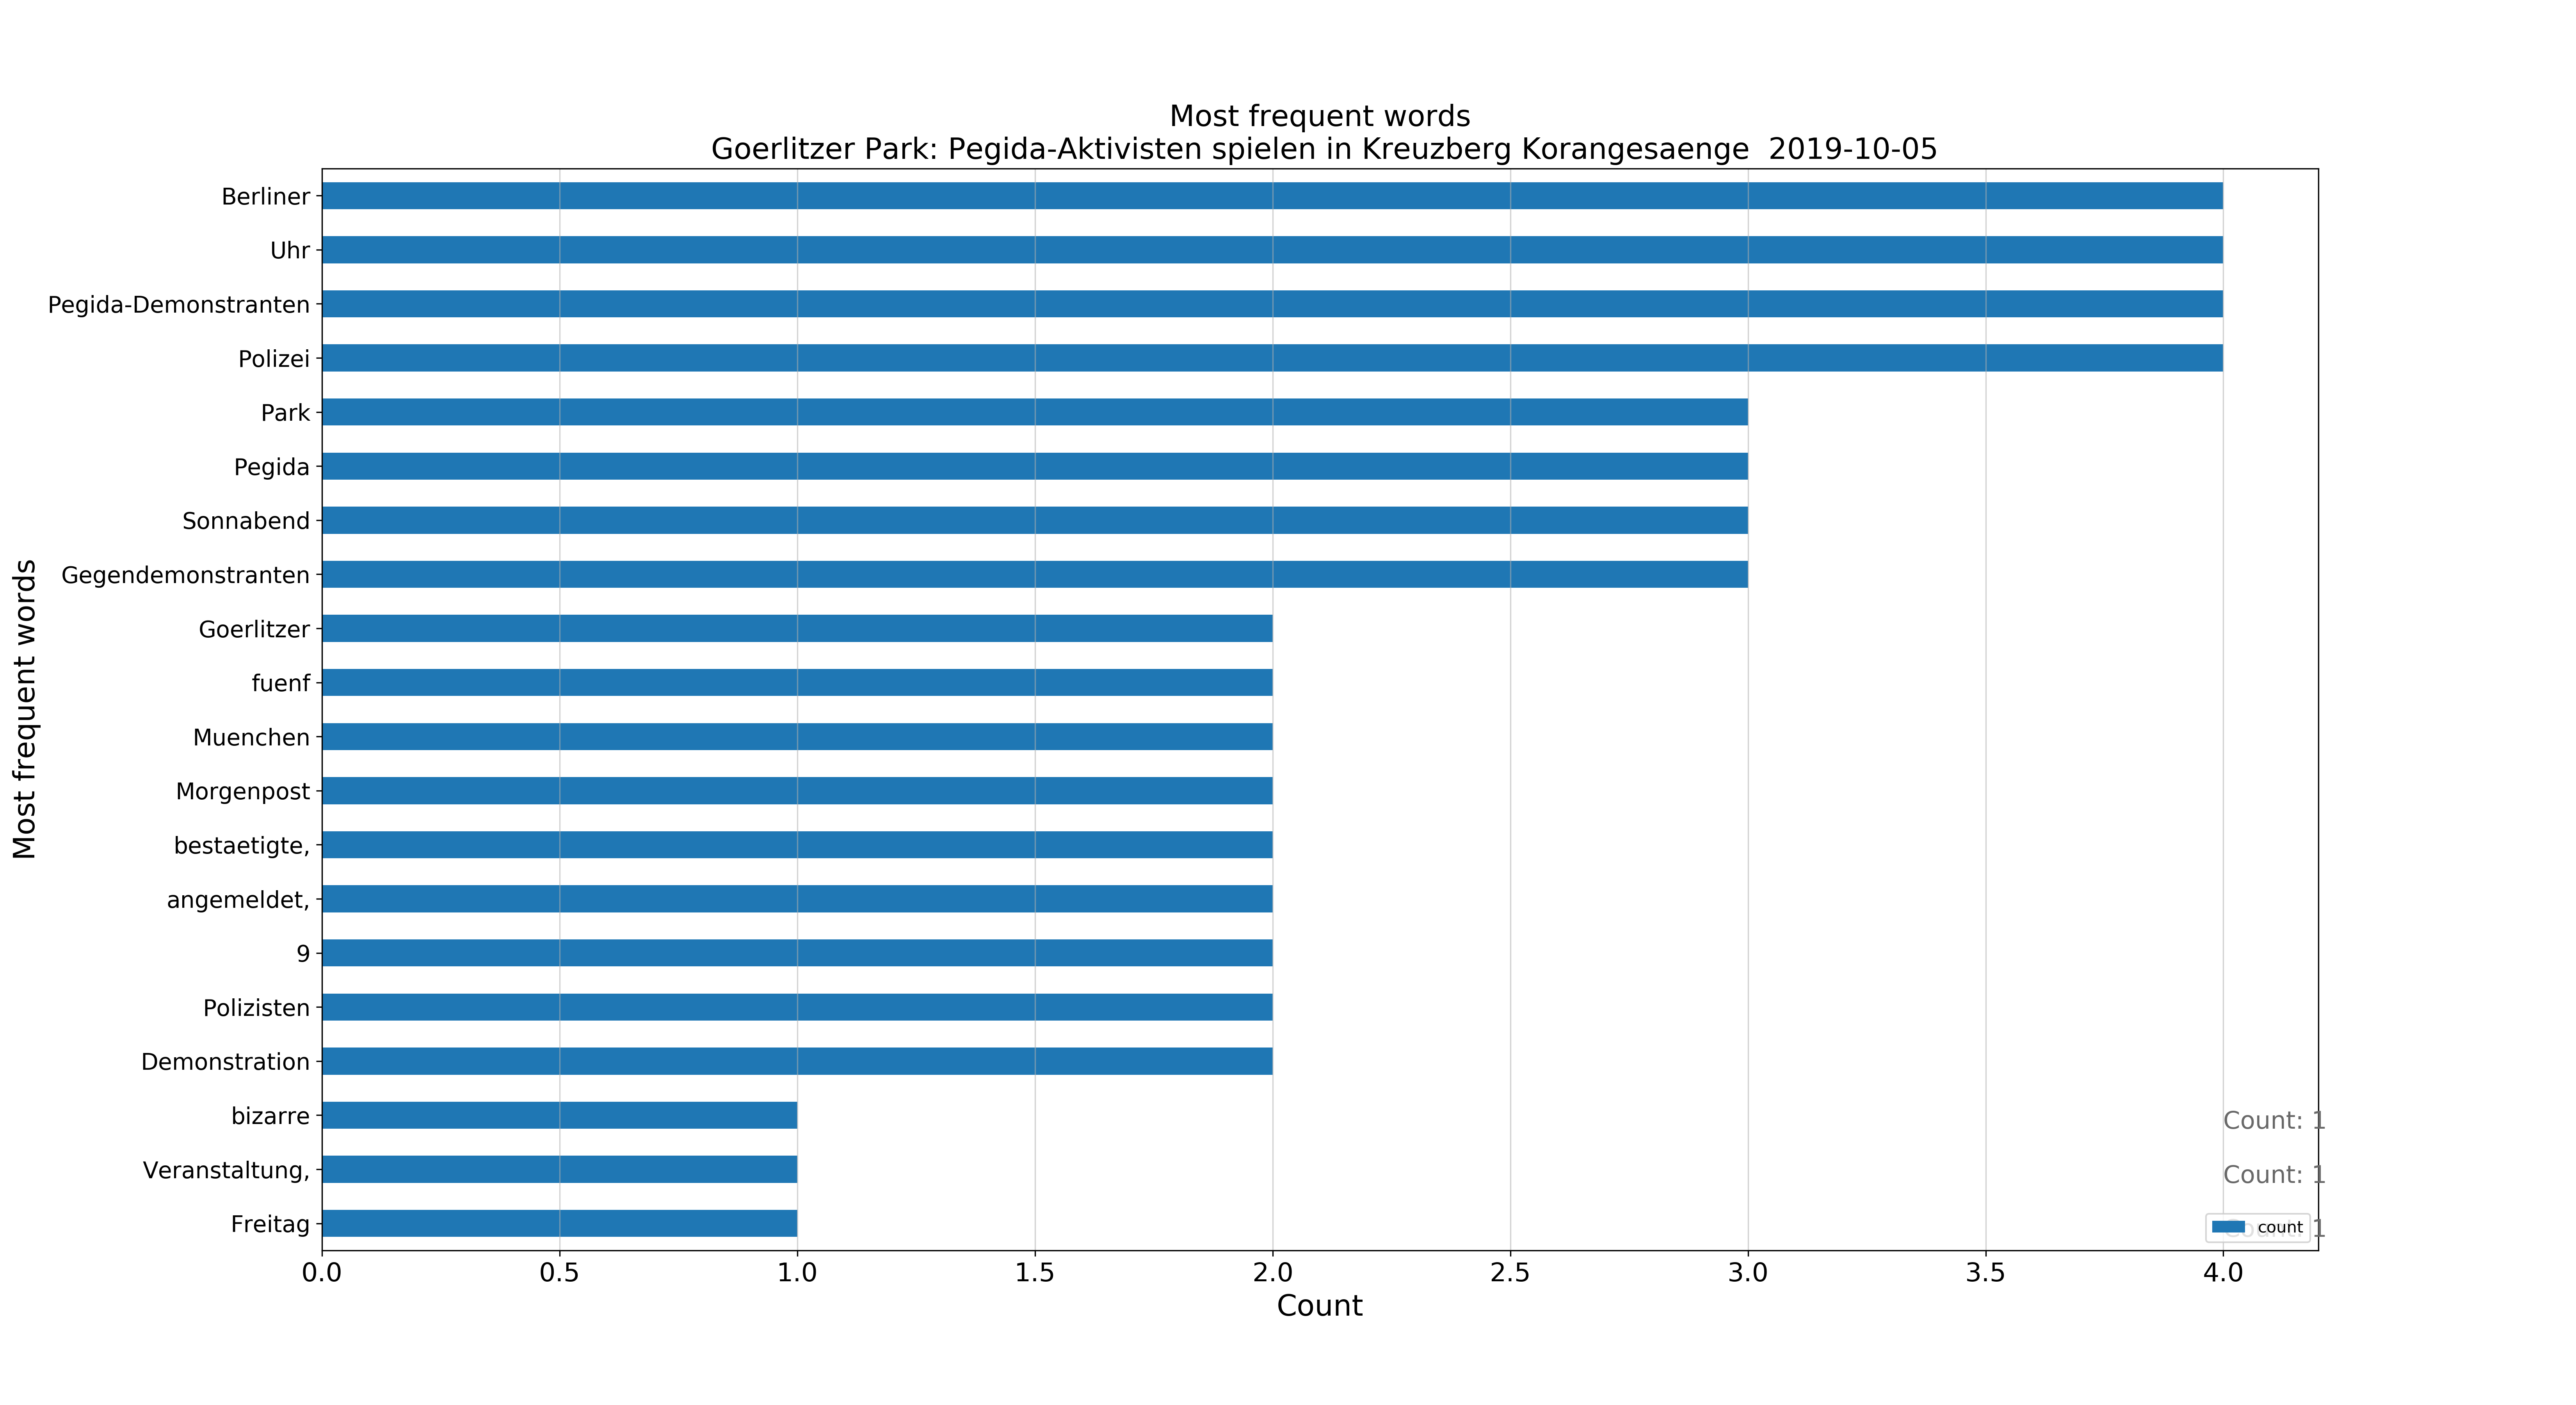 Most frequent words
Goerlitzer Park: Pegida-Aktivisten spielen in Kreuzberg Korangesaenge 2019-10-05
Most frequent words
Berliner
Uhr
Pegida-Demonstranten
Polizei
Park
Pegida
Sonnabend
Gegendemonstranten
Goerlitzer
fuenf
Muenchen
Morgenpost
bestaetigte,
angemeldet,
9
Polizisten
Demonstration
bizarre
Count: 1
Veranstaltung,
Count: 1
Freitag
Count: 1
count
0.0 0.5 1.0 1.5 2.0 2.5 3.0 3.5 4.0
Count